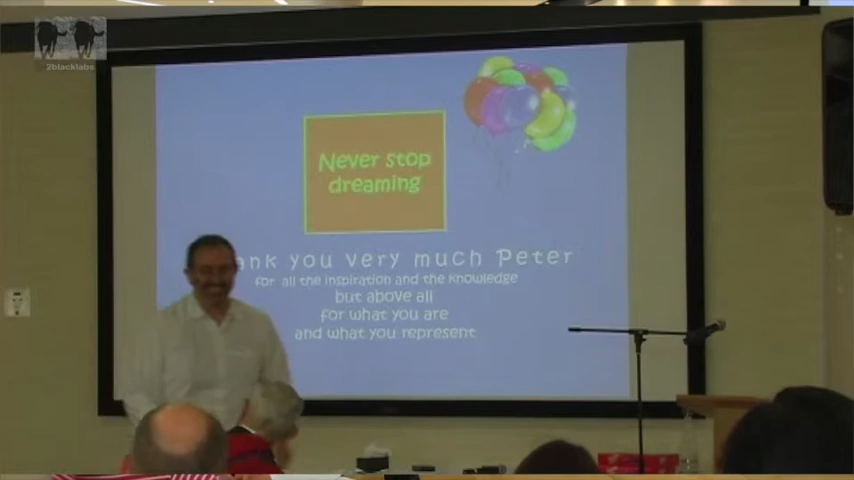 2blacklabs
Never stop
dreaming
ank you very much Peter
for all the inspiration and the knowledge
but above all
for what you are
and what you represent